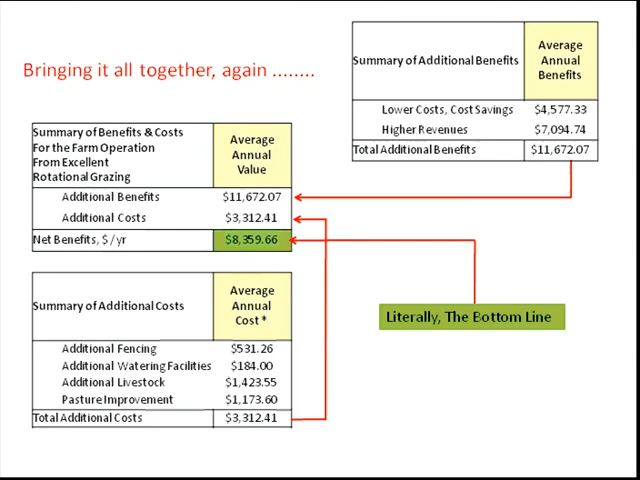 Bringing it all together, again ........
Summary of Additional Benefits
Average
Annual
Benefits
Lower Costs, Cost Savings $4,577.33
Higher Revenues $7,094.74
Total Additional Benefits $11,672.07
Summary of Benefits & Costs
For the Farm Operation
From Excellent
Rotational Grazing
Average
Annual
Value
Additional Benefits $11,672.07
Additional Costs $3,312.41
Net Benefits, $/yr $8,359.66
Literally, The Bottom Line
Summary of Additional Costs
Average
Annual
Cost *
Additional Fencing $531.26
Additional Watering Facilities $184.00
Additional Livestock $1,423.55
Pasture Improvement $1,173.60
Total Additional Costs $3,312.41